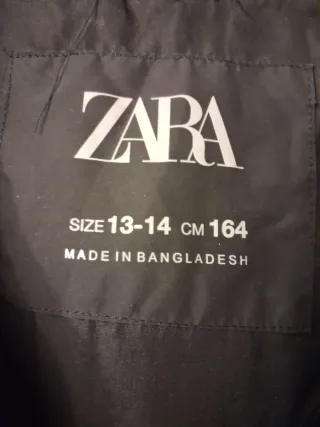 ZARA
SIZE 13-14 CM 164
MADE IN BANGLADESH